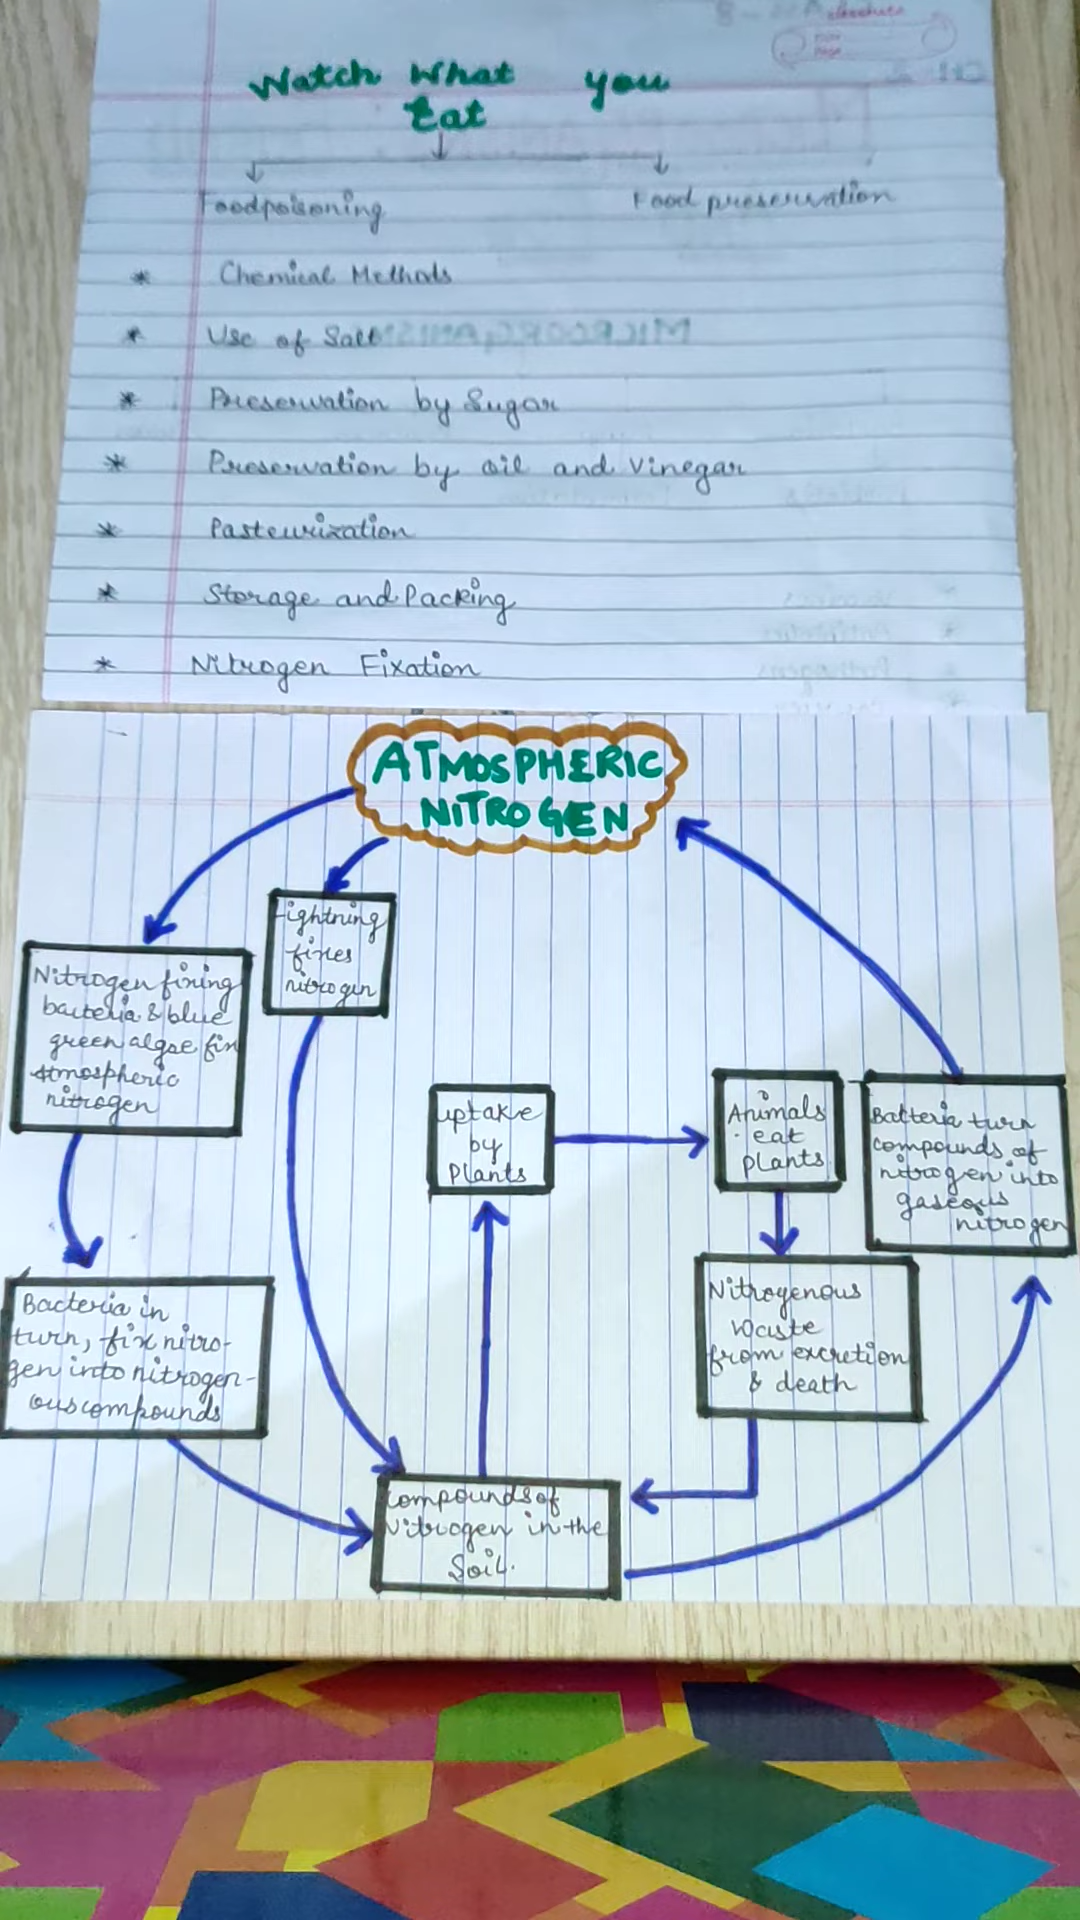 Watch What you
Eat
Foodpoisoning
Food preservation
* Chemical Methods
* Use of Salt
* Preservation by Sugar
* Preservation by oil and Vinegar
* Pasteurization
* Storage and Packing
* Nitrogen Fixation
ATMOSPHERIC
NITROGEN
Lightning
fixes
nitrogen
Nitrogen fixing
bacteria & blue
green algae fix
atmospheric
nitrogen
uptake
by
Plants
Animals
eat
plants
Bacteria turn
compounds of
nitrogen into
gaseous
nitrogen
Bacteria in
turn, fix nitro-
gen into nitrogen-
ous compounds
Nitrogenous
waste
from excretion
& death
compounds of
Nitrogen in the
Soil.